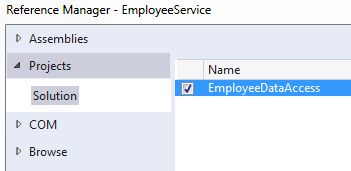 Reference Manager - EmployeeService
Assemblies
Projects
Name
Solution
EmployeeDataAccess
COM
Browse